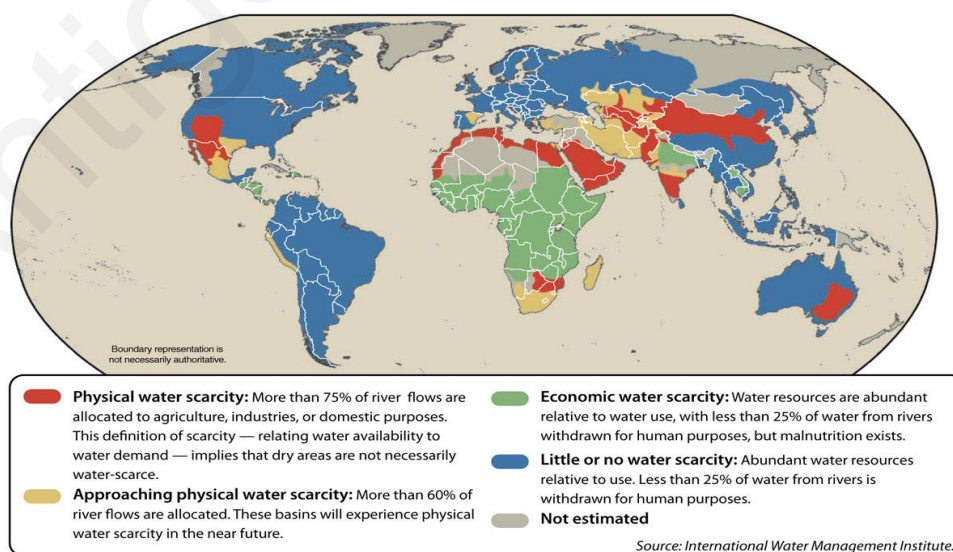 Boundary representation is
not necessarily authoritative.
Physical water scarcity: More than 75% of river flows are
allocated to agriculture, industries, or domestic purposes.
This definition of scarcity — relating water availability to
water demand — implies that dry areas are not necessarily
water-scarce.
Approaching physical water scarcity: More than 60% of
river flows are allocated. These basins will experience physical
water scarcity in the near future.
Economic water scarcity: Water resources are abundant
relative to water use, with less than 25% of water from rivers
withdrawn for human purposes, but malnutrition exists.
Little or no water scarcity: Abundant water resources
relative to use. Less than 25% of water from rivers is
withdrawn for human purposes.
Not estimated
Source: International Water Management Institute.